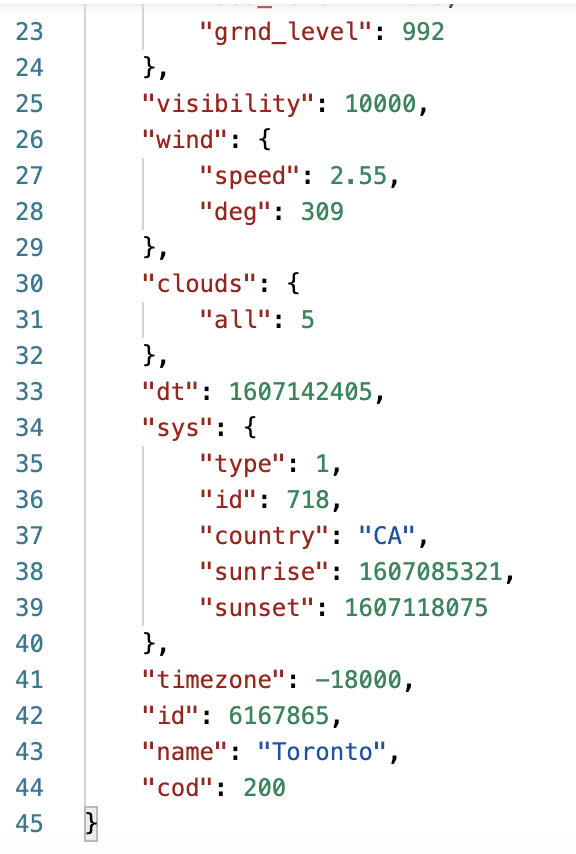 23 "grnd_level": 992
24 },
25 "visibility": 10000,
26 "wind": {
27 "speed": 2.55,
28 "deg": 309
29 },
30 "clouds": {
31 "all": 5
32 },
33 "dt": 1607142405,
34 "sys": {
35 "type": 1,
36 "id": 718,
37 "country": "CA",
38 "sunrise": 1607085321,
39 "sunset": 1607118075
40 },
41 "timezone": -18000,
42 "id": 6167865,
43 "name": "Toronto",
44 "cod": 200
45 }